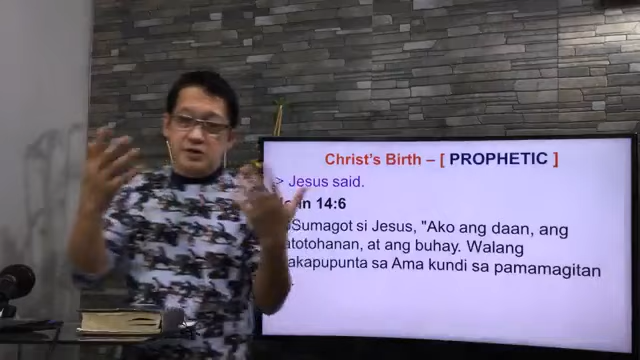 Christ's Birth – [ PROPHETIC ]
> Jesus said.
14:6
Sumagot si Jesus, "Ako ang daan, ang
at ang buhay. Walang
sa Ama kundi sa pamamagitan